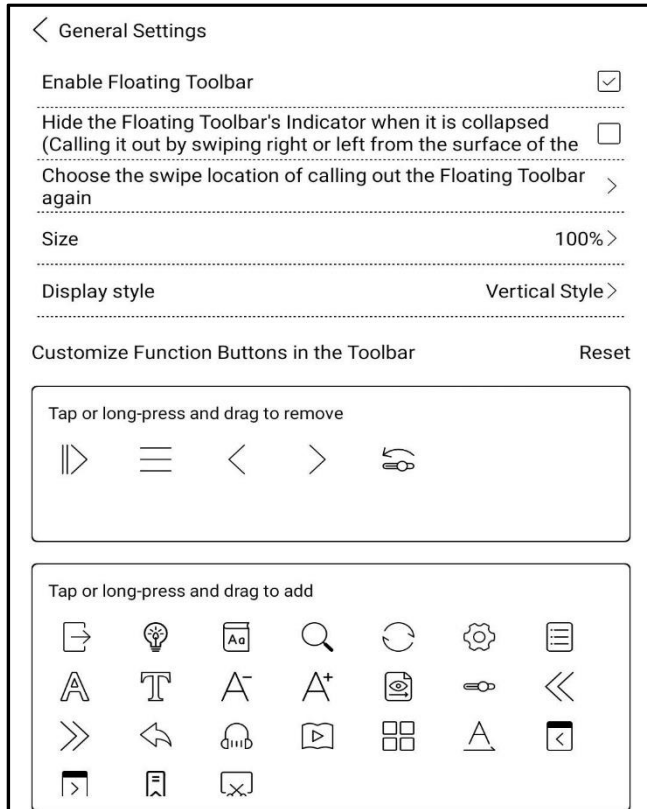 General Settings
Enable Floating Toolbar
Hide the Floating Toolbar's Indicator when it is collapsed
(Calling it out by swiping right or left from the surface of the
Choose the swipe location of calling out the Floating Toolbar
again
Size 100%
Display style Vertical Style
Customize Function Buttons in the Toolbar Reset
Tap or long-press and drag to remove
Tap or long-press and drag to add